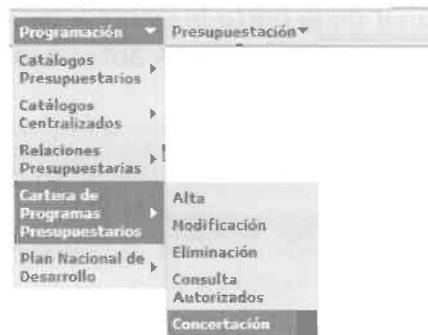 Programación Presupuestación
Catálogos
Presupuestarios
Catálogos
Centralizados
Relaciones
Presupuestarias
Cartera de
Programas
Presupuestarios
Plan Nacional de
Desarrollo
Alta
Modificación
Eliminación
Consulta
Autorizados
Concertación